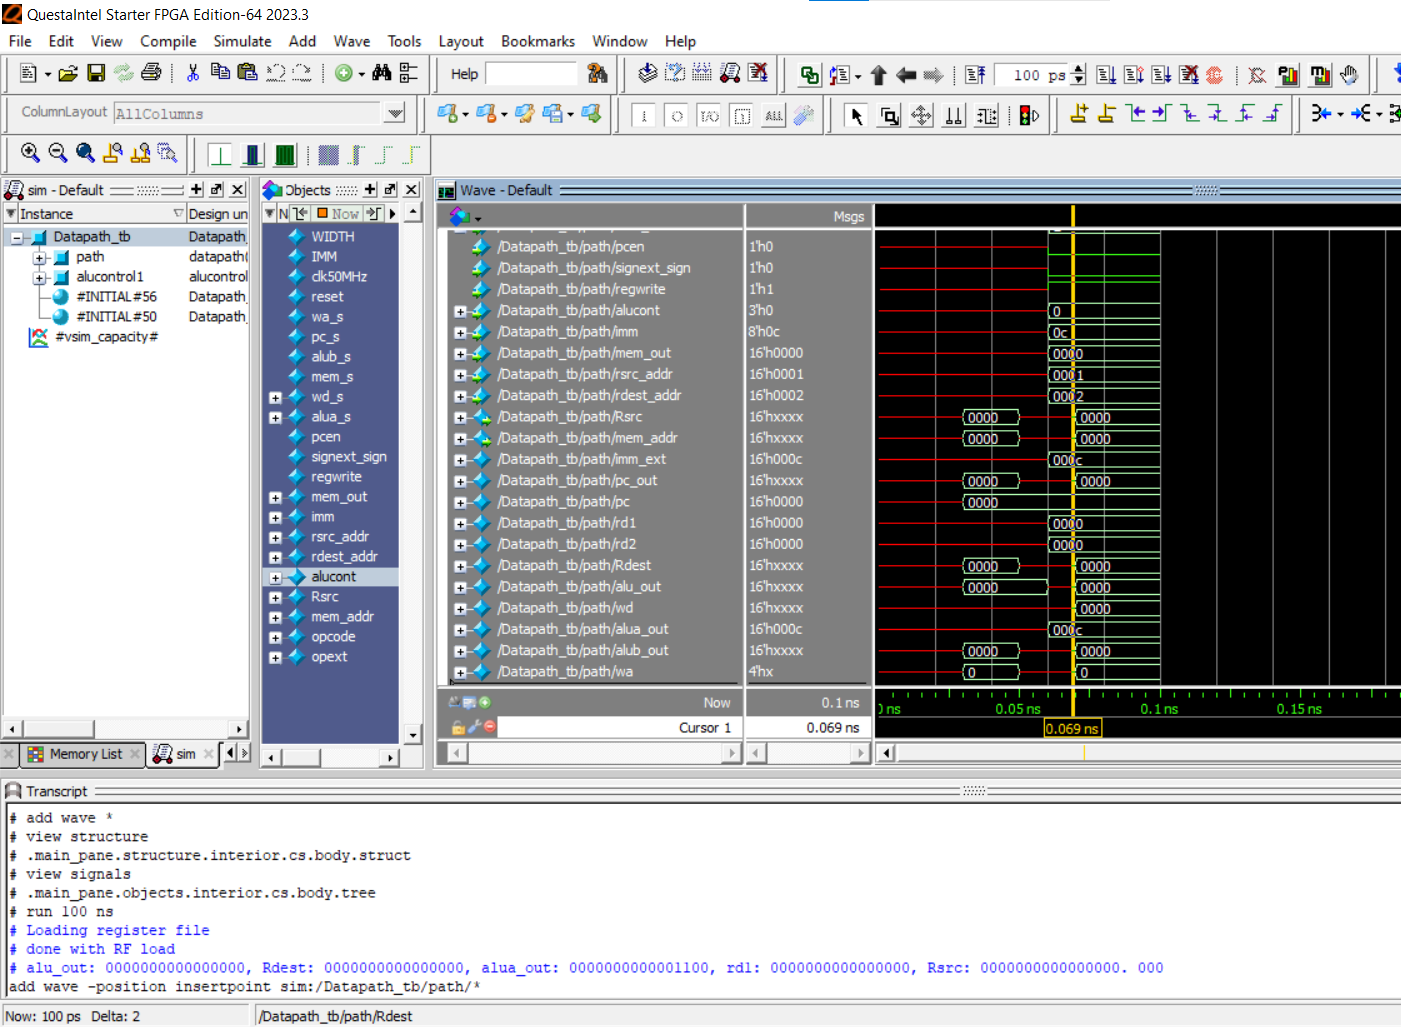 QuestaIntel Starter FPGA Edition-64 2023.3
File Edit View Compile Simulate Add Wave Tools Layout Bookmarks Window Help
Help 100 ps
ColumnLayout AllColumns ALL
sim - Default
Instance Design un
Datapath_tb Datapath_
path datapath(
alucontrol1 alucontrol
#INITIAL#56 Datapath_
#INITIAL#50 Datapath_
#vsim_capacity#
Memory List sim
Objects
N Now
WIDTH
IMM
clk50MHz
reset
wa_s
pc_s
alub_s
mem_s
wd_s
alua_s
pcen
signext_sign
regwrite
mem_out
imm
rsrc_addr
rdest_addr
alucont
Rsrc
mem_addr
opcode
opext
Wave - Default
Msgs
/Datapath_tb/path/pcen 1'h0
/Datapath_tb/path/signext_sign 1'h0
/Datapath_tb/path/regwrite 1'h1
/Datapath_tb/path/alucont 3'h0 0
/Datapath_tb/path/imm 8'h0c 0c
/Datapath_tb/path/mem_out 16'h0000 0000
/Datapath_tb/path/rsrc_addr 16'h0001 0001
/Datapath_tb/path/rdest_addr 16'h0002 0002
/Datapath_tb/path/Rsrc 16'hxxxx 0000 0000
/Datapath_tb/path/mem_addr 16'hxxxx 0000 0000
/Datapath_tb/path/imm_ext 16'h000c 000c
/Datapath_tb/path/pc_out 16'hxxxx 0000 0000
/Datapath_tb/path/pc 16'h0000 0000
/Datapath_tb/path/rd1 16'h0000 0000
/Datapath_tb/path/rd2 16'h0000 0000
/Datapath_tb/path/Rdest 16'hxxxx 0000 0000
/Datapath_tb/path/alu_out 16'hxxxx 0000 0000
/Datapath_tb/path/wd 16'hxxxx 0000
/Datapath_tb/path/alua_out 16'h000c 000c
/Datapath_tb/path/alub_out 16'hxxxx 0000 0000
/Datapath_tb/path/wa 4'hx 0 0
Now 0.1 ns ns 0.05 ns 0.1 ns 0.15 ns
Cursor 1 0.069 ns 0.069 ns
Transcript
# add wave *
# view structure
# .main_pane.structure.interior.cs.body.struct
# view signals
# .main_pane.objects.interior.cs.body.tree
# run 100 ns
# Loading register file
# done with RF load
# alu_out: 0000000000000000, Rdest: 0000000000000000, alua_out: 0000000000001100, rd1: 0000000000000000, Rsrc: 0000000000000000. 000
add wave -position insertpoint sim:/Datapath_tb/path/*
Now: 100 ps Delta: 2 /Datapath_tb/path/Rdest